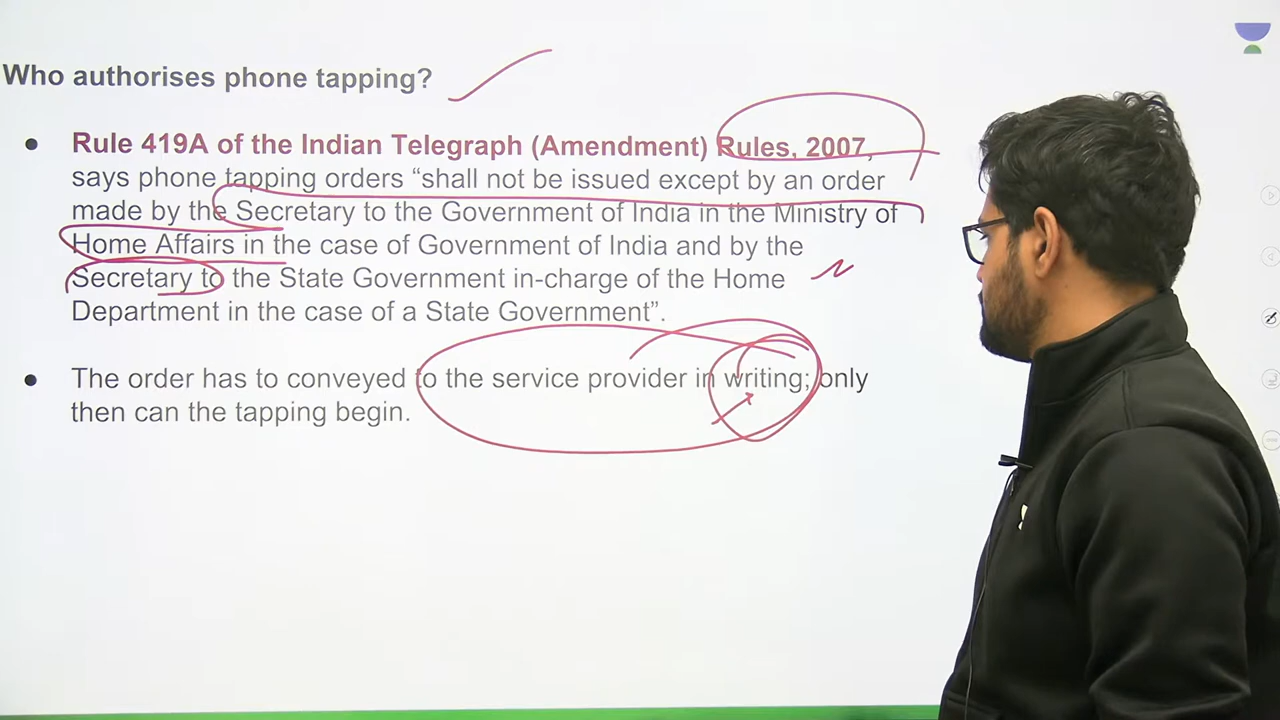 Who authorises phone tapping?
● Rule 419A of the Indian Telegraph (Amendment) Rules, 2007,
says phone tapping orders “shall not be issued except by an order
made by the Secretary to the Government of India in the Ministry of
Home Affairs in the case of Government of India and by the
Secretary to the State Government in-charge of the Home
Department in the case of a State Government”.
● The order has to conveyed to the service provider in writing; only
then can the tapping begin.